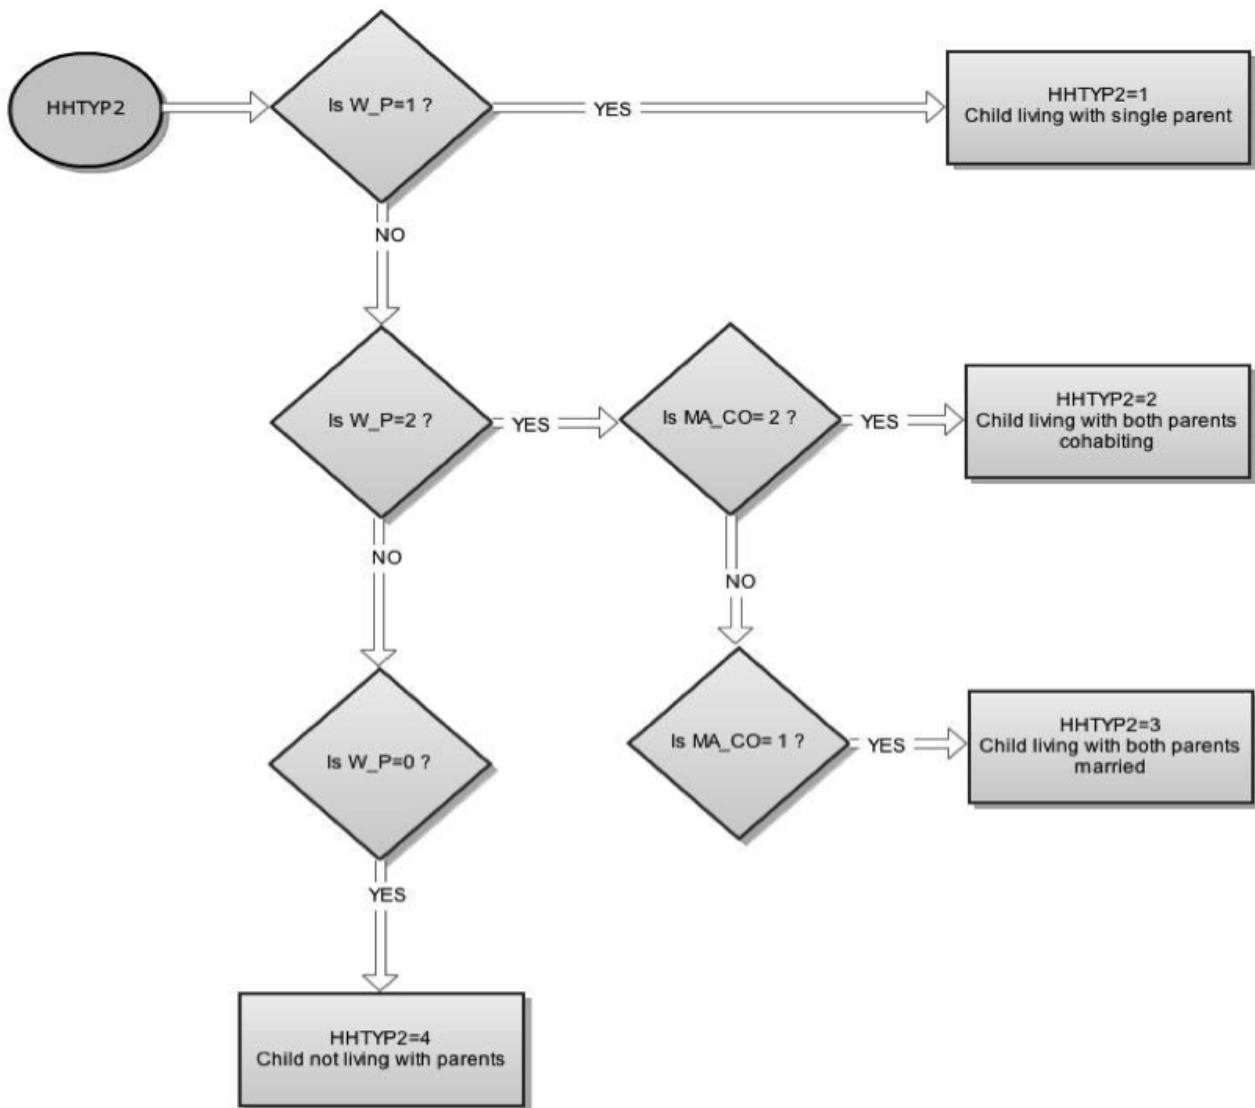 HHTYP2
Is W_P=1 ?
YES
HHTYP2=1
Child living with single parent
NO
Is W_P=2 ?
YES
Is MA_CO= 2 ?
YES
HHTYP2=2
Child living with both parents
cohabiting
NO
NO
Is W_P=0 ?
Is MA_CO= 1 ?
YES
HHTYP2=3
Child living with both parents
married
YES
HHTYP2=4
Child not living with parents